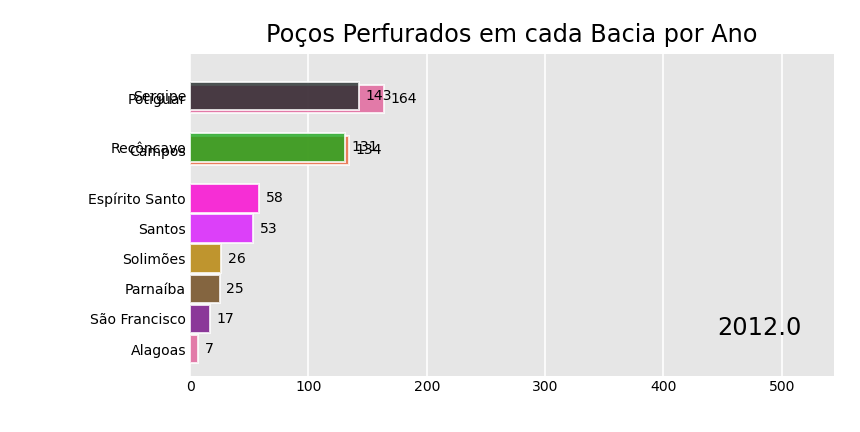 Poços Perfurados em cada Bacia por Ano
Sergipe 143
Potiguar 164
Recôncavo 131
Campos 134
Espírito Santo 58
Santos 53
Solimões 26
Parnaíba 25
São Francisco 17
2012.0
Alagoas 7
0 100 200 300 400 500